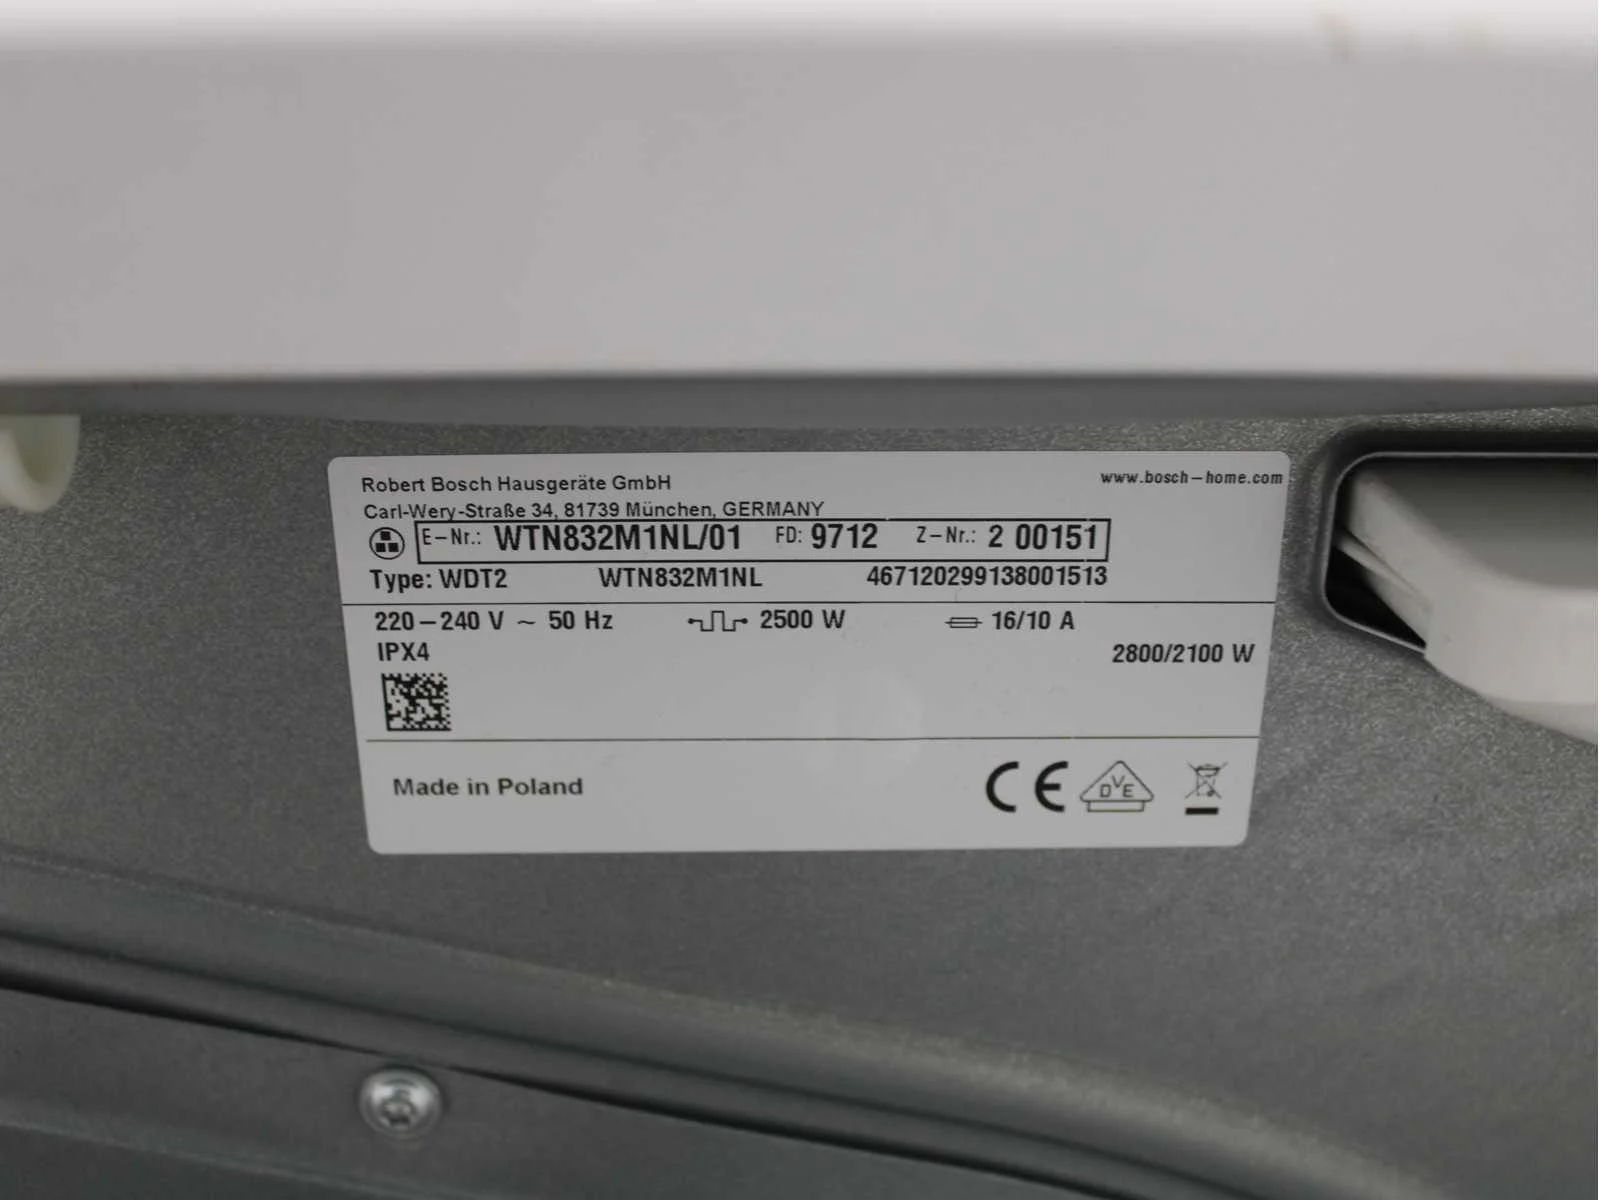 Robert Bosch Hausgeräte GmbH
www.bosch-home.com
Carl-Wery-Straße 34, 81739 München, GERMANY
E-Nr.: WTN832M1NL/01 FD: 9712 Z-Nr.: 2 00151
Type: WDT2 WTN832M1NL 467120299138001513
220-240 V ~ 50 Hz 2500 W 16/10 A
IPX4 2800/2100 W
Made in Poland
CE DVE